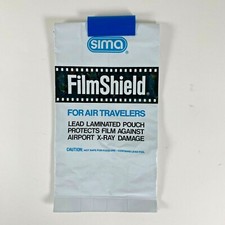 sima®
FilmShield®
FOR AIR TRAVELERS
LEAD LAMINATED POUCH
PROTECTS FILM AGAINST
AIRPORT X-RAY DAMAGE
CAUTION: